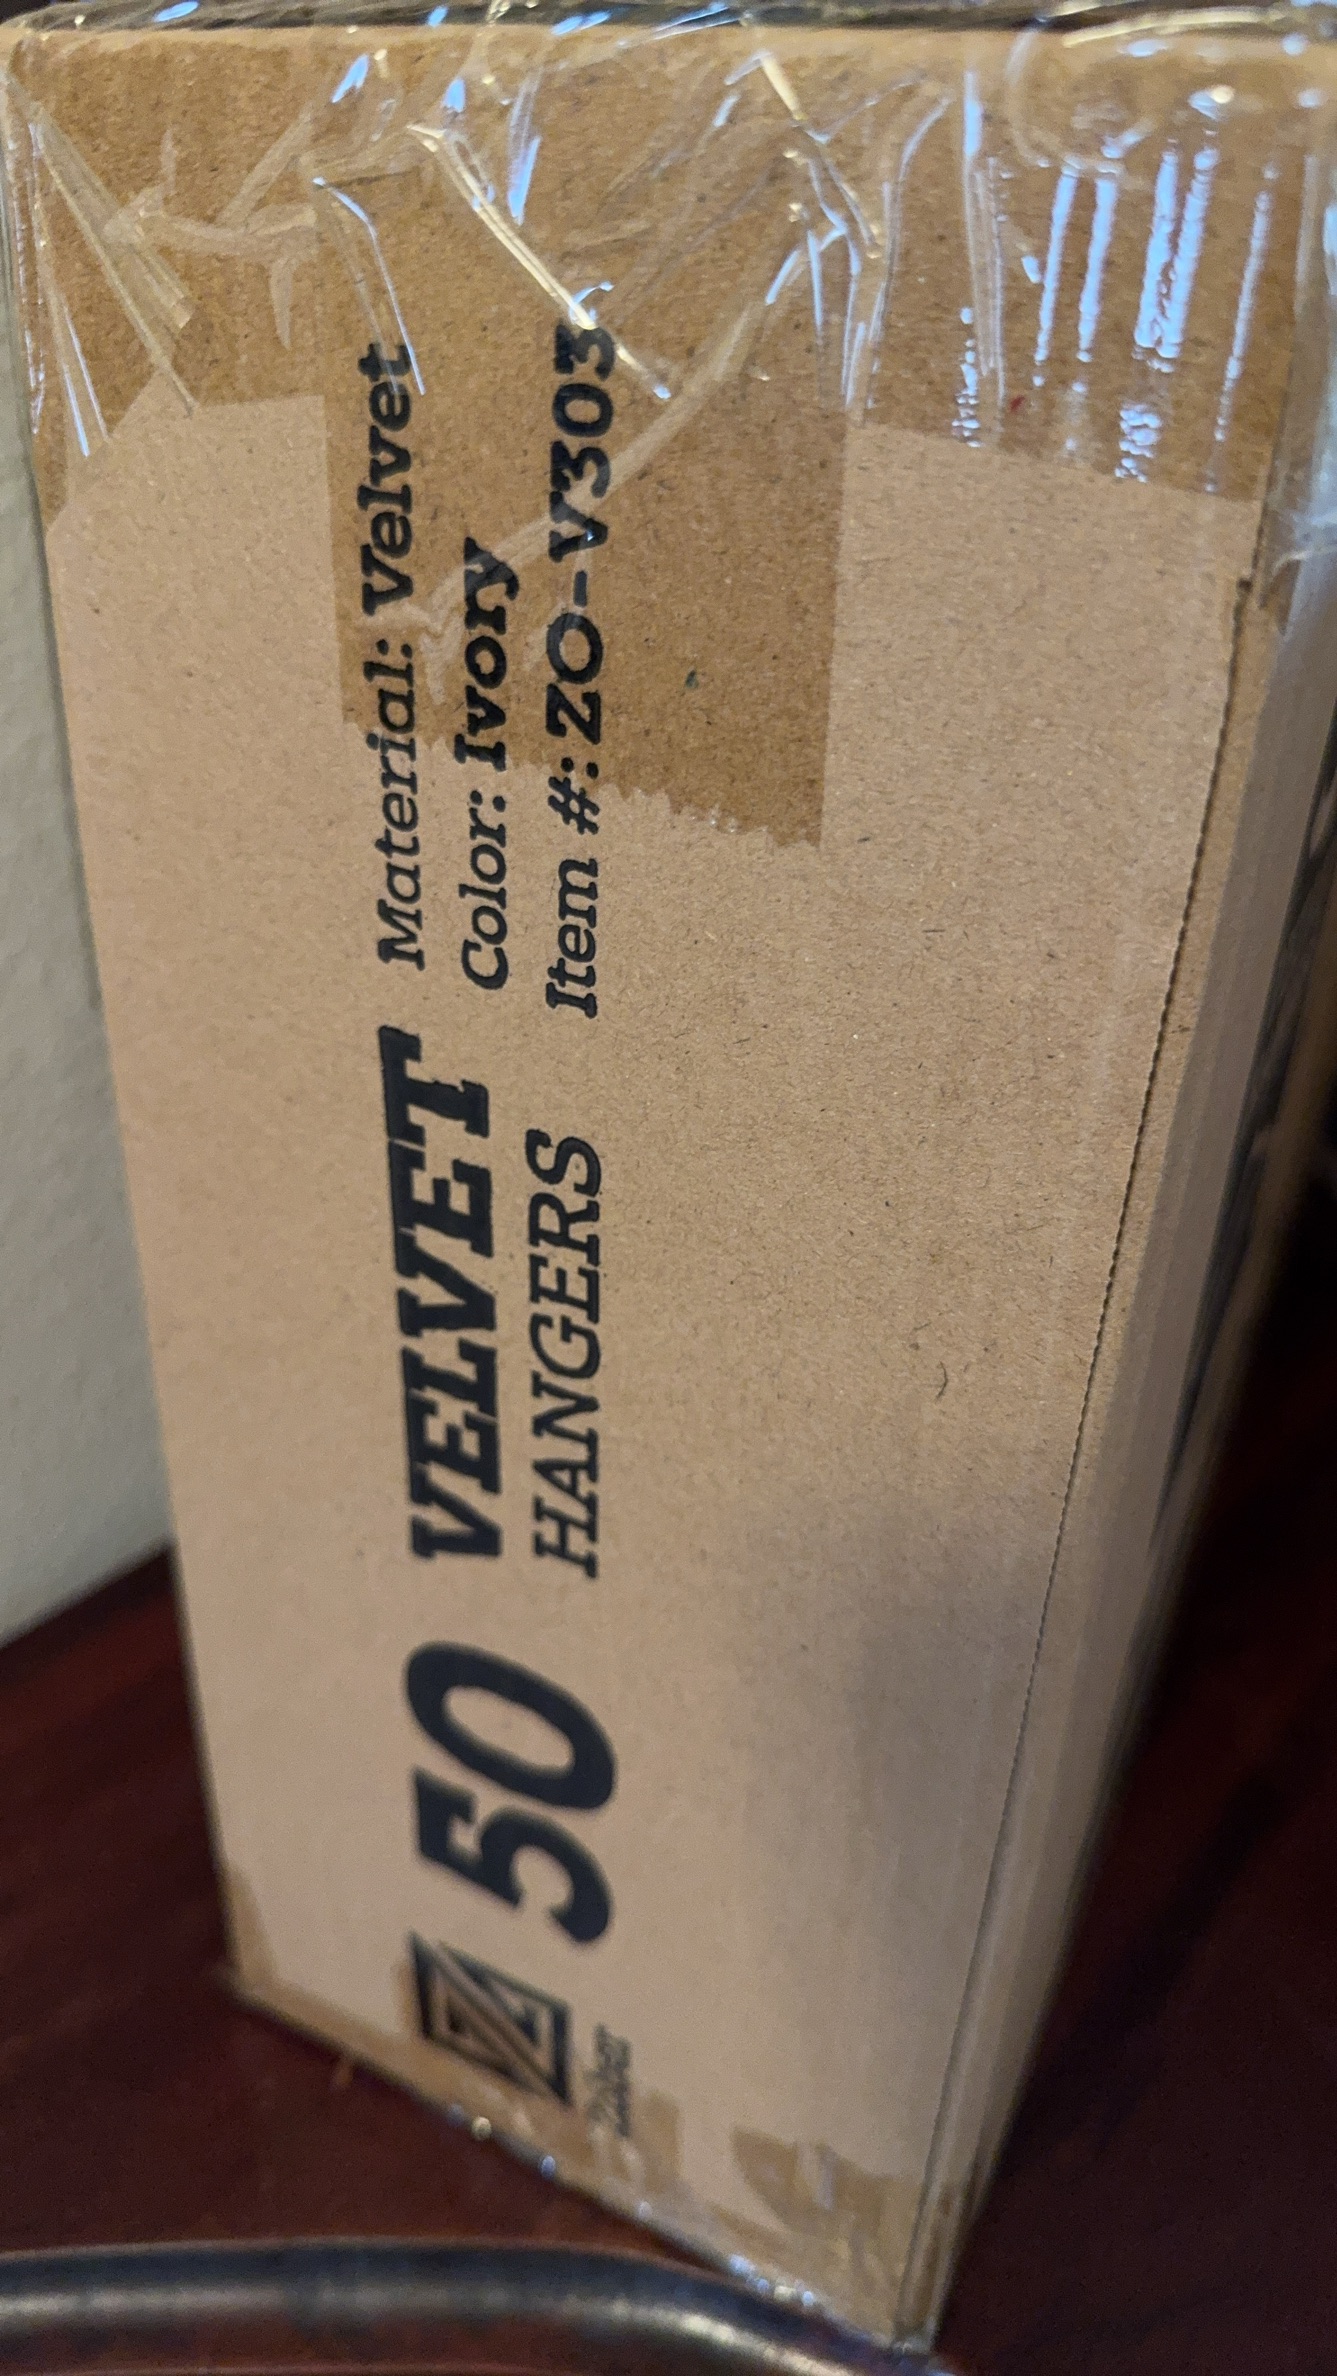 Z
50
VELVET
HANGERS
Material: Velvet
Color: Ivory
Item #: ZO-V303